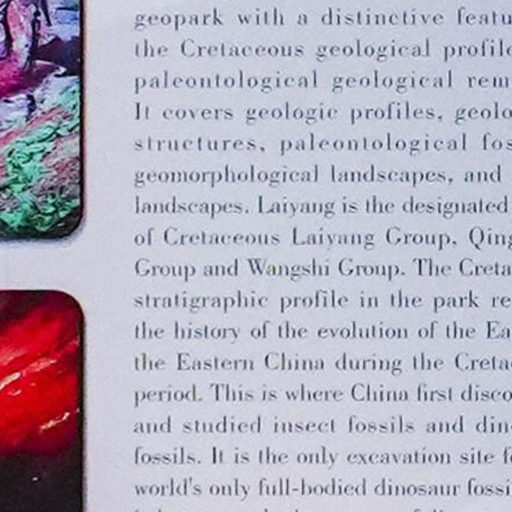 geopark with a distinctive featu
the Cretaceous geological profile
paleontological geological rem
It covers geologic profiles, geolo
structures, paleontological fos
geomorphological landscapes, and
landscapes. Laiyang is the designated
of Cretaceous Laiyang Group, Qing
Group and Wangshi Group. The Creta
stratigraphic profile in the park re
the history of the evolution of the Ea
the Eastern China during the Creta
period. This is where China first disco
and studied insect fossils and din
fossils. It is the only excavation site f
world's only full-bodied dinosaur fossi